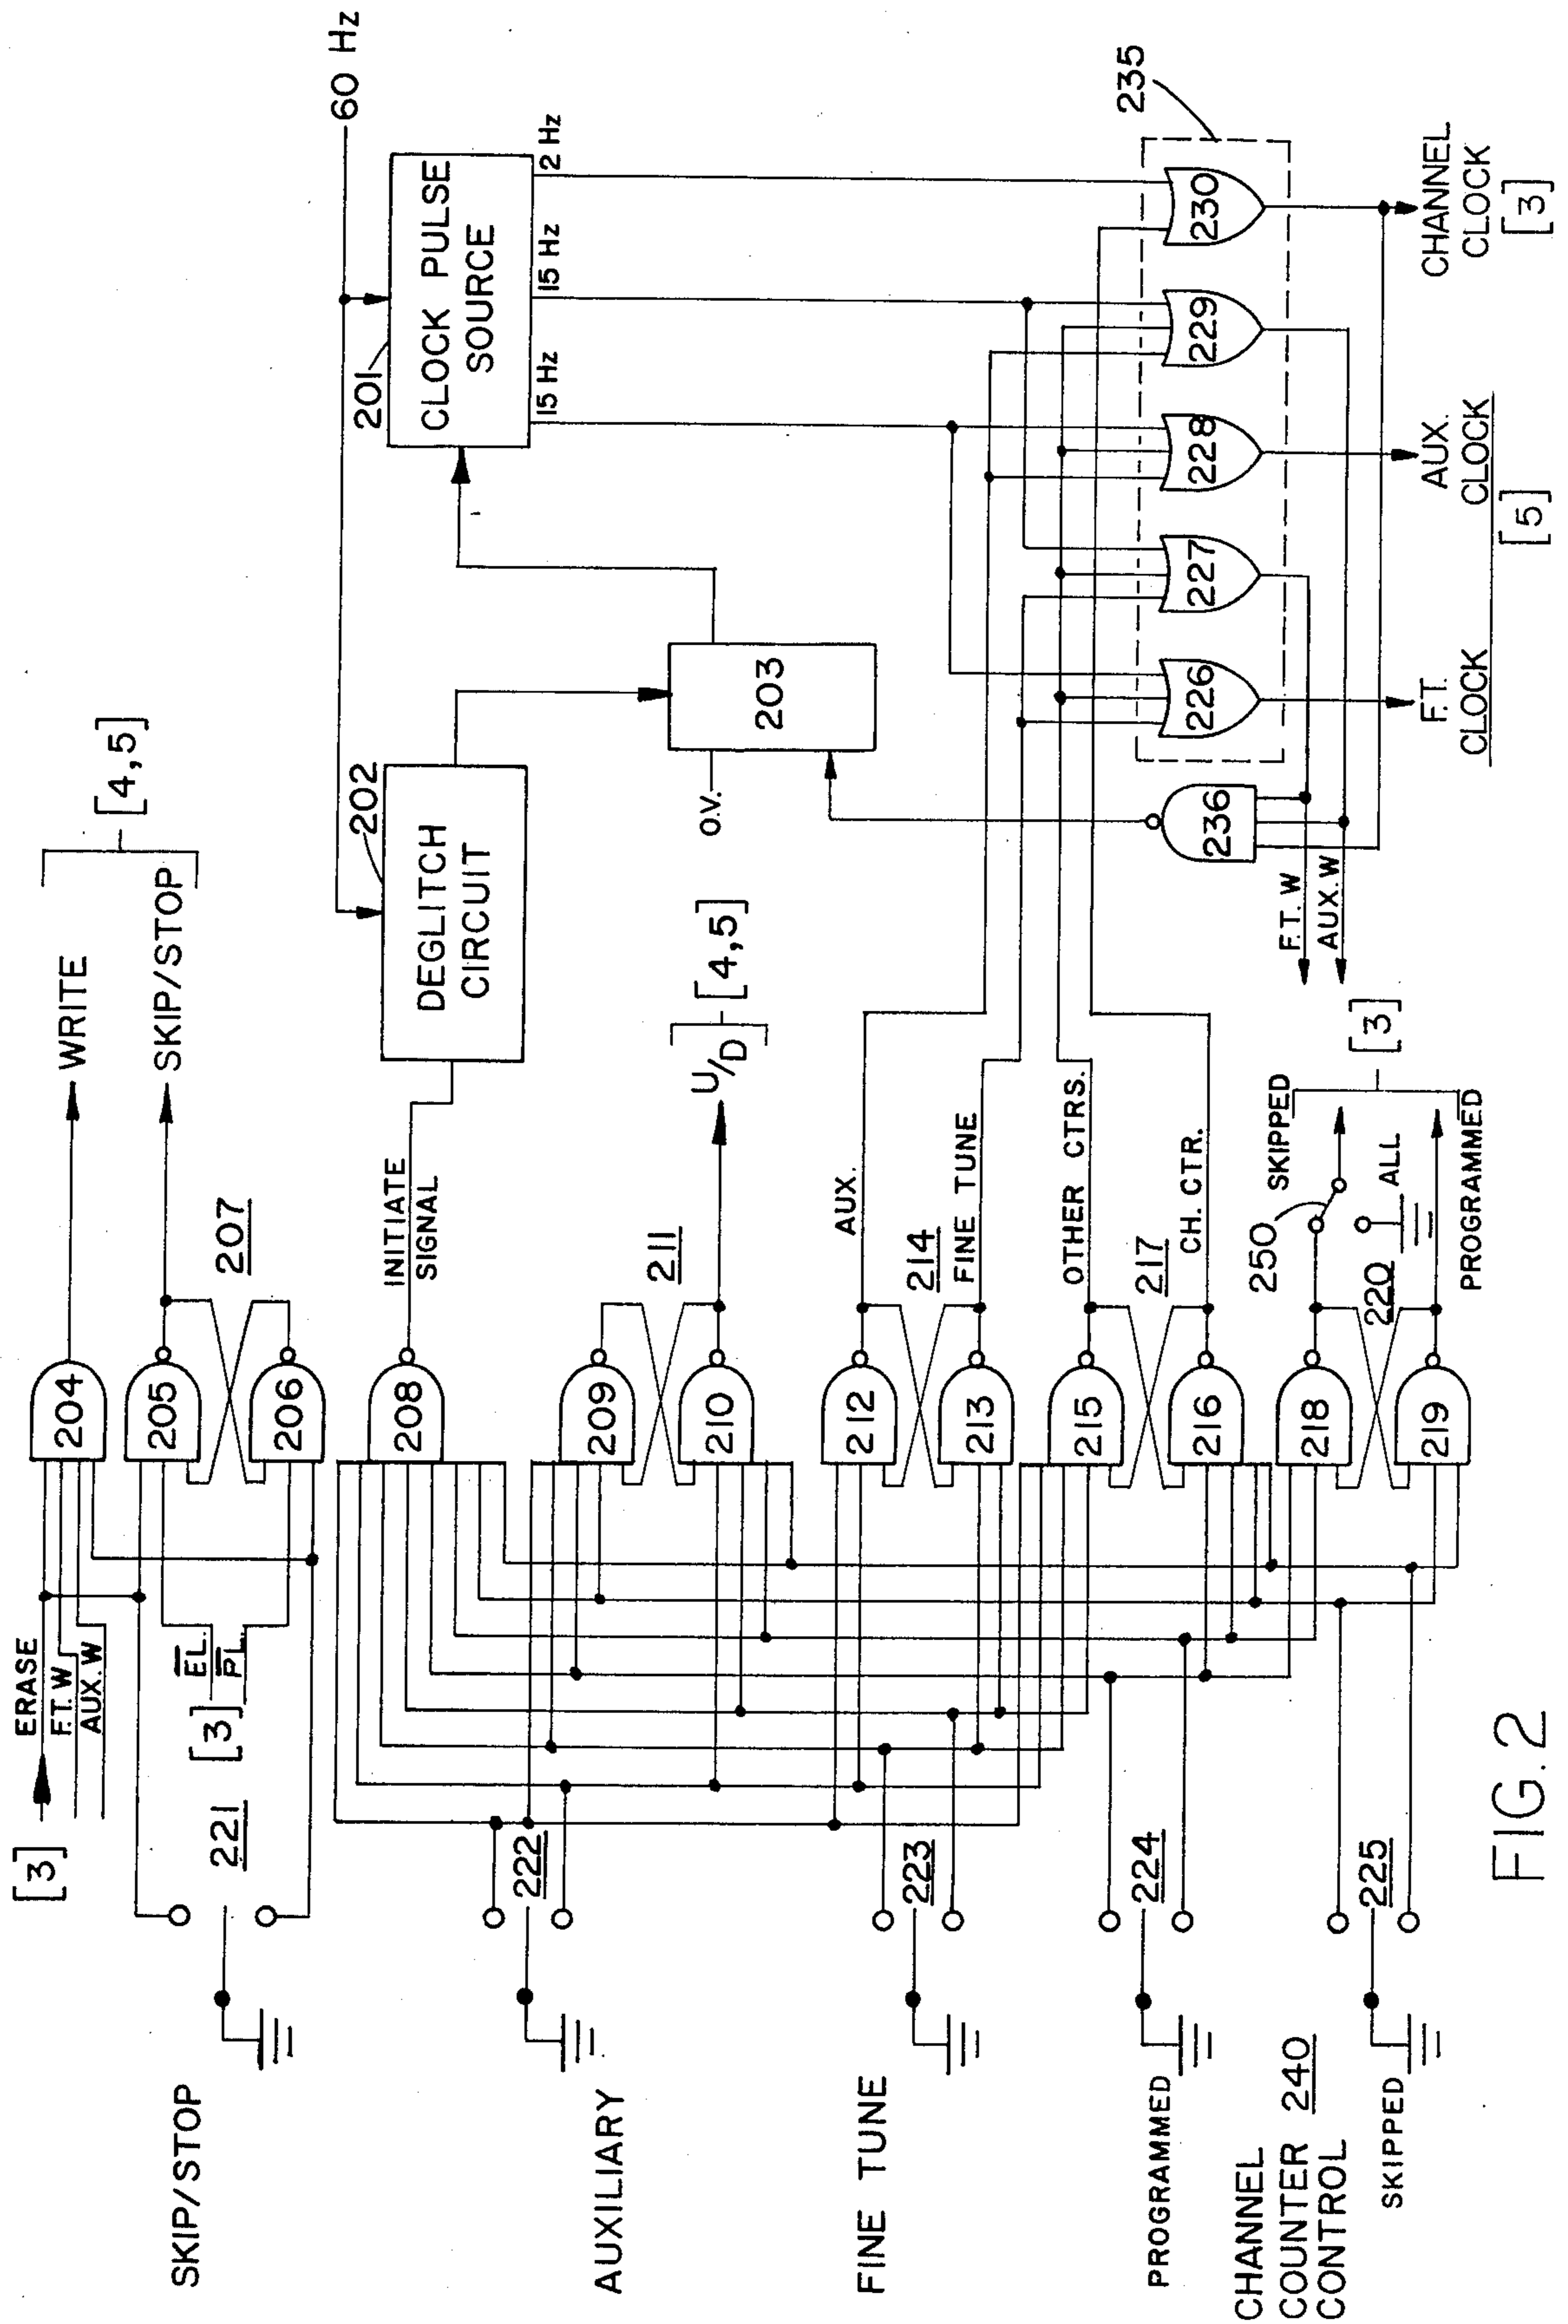 [3]
ERASE
F.T. W
AUX. W
WRITE
SKIP/STOP
[4,5]
204
205
206
207
EL.
PL.
[3]
221
SKIP/STOP
60 Hz
202
DEGLITCH
CIRCUIT
201
CLOCK PULSE
SOURCE
15 Hz
15 Hz
2 Hz
INITIATE
SIGNAL
208
203
O.V.
209
210
211
U/D
[4,5]
222
AUXILIARY
AUX.
212
213
214
FINE TUNE
223
FINE TUNE
OTHER CTRS.
215
216
217
CH. CTR.
224
PROGRAMMED
235
226
227
228
229
230
236
F.T. W
AUX. W
218
219
220
250
SKIPPED
ALL
PROGRAMMED
[3]
225
SKIPPED
CHANNEL
COUNTER 240
CONTROL
F.T.
CLOCK
AUX.
CLOCK
[5]
CHANNEL
CLOCK
[3]
FIG. 2